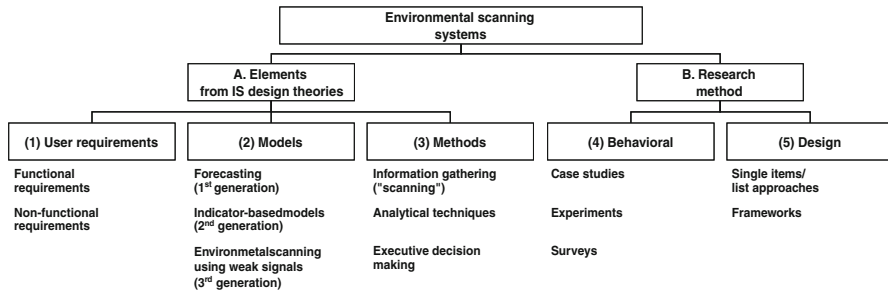 Environmental scanning
systems
A. Elements
from IS design theories
B. Research
method
(1) User requirements
(2) Models
(3) Methods
(4) Behavioral
(5) Design
Functional
requirements
Non-functional
requirements
Forecasting
(1st generation)
Indicator-basedmodels
(2nd generation)
Environmetalscanning
using weak signals
(3rd generation)
Information gathering
("scanning")
Analytical techniques
Executive decision
making
Case studies
Experiments
Surveys
Single items/
list approaches
Frameworks